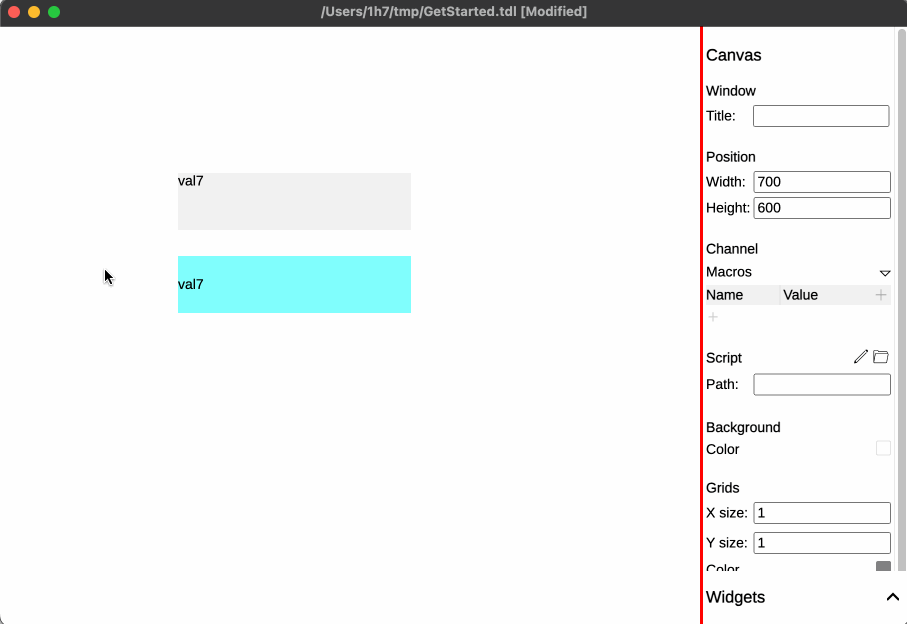 /Users/1h7/tmp/GetStarted.tdl [Modified]
val7
val7
Canvas
Window
Title:
Position
Width: 700
Height: 600
Channel
Macros
Name Value +
+
Script
Path:
Background
Color
Grids
X size: 1
Y size: 1
Color
Widgets